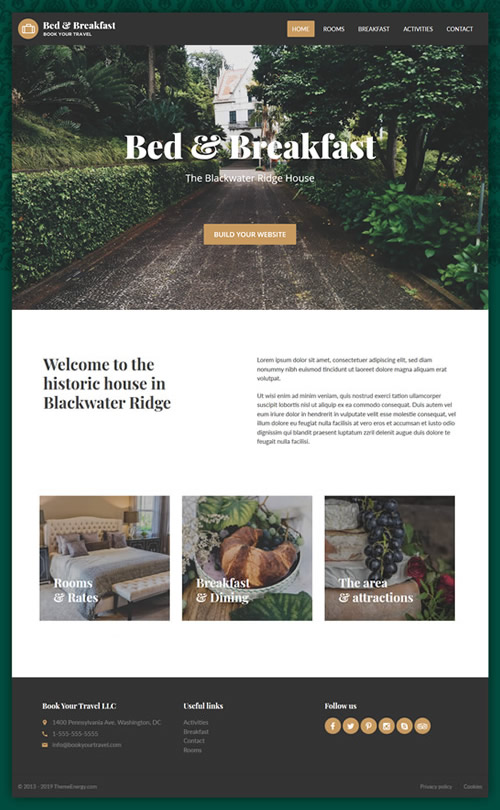 Bed & Breakfast
BOOK YOUR TRAVEL
HOME ROOMS BREAKFAST ACTIVITIES CONTACT
Bed & Breakfast
The Blackwater Ridge House
BUILD YOUR WEBSITE
Welcome to the
historic house in
Blackwater Ridge
Lorem ipsum dolor sit amet, consectetuer adipiscing elit, sed diam
nonummy nibh euismod tincidunt ut laoreet dolore magna aliquam erat
volutpat.
Ut wisi enim ad minim veniam, quis nostrud exerci tation ullamcorper
suscipit lobortis nisl ut aliquip ex ea commodo consequat. Duis autem vel
eum iriure dolor in hendrerit in vulputate velit esse molestie consequat, vel
illum dolore eu feugiat nulla facilisis at vero eros et accumsan et iusto odio
dignissim qui blandit praesent luptatum zzril delenit augue duis dolore te
feugait nulla facilisi.
Rooms
& Rates
Breakfast
& Dining
The area
& attractions
Book Your Travel LLC
1400 Pennsylvania Ave, Washington, DC
1-555-555-5555
info@bookyourtravel.com
Useful links
Activities
Breakfast
Contact
Rooms
Follow us
© 2013 - 2019 ThemeEnergy.com
Privacy policy Cookies